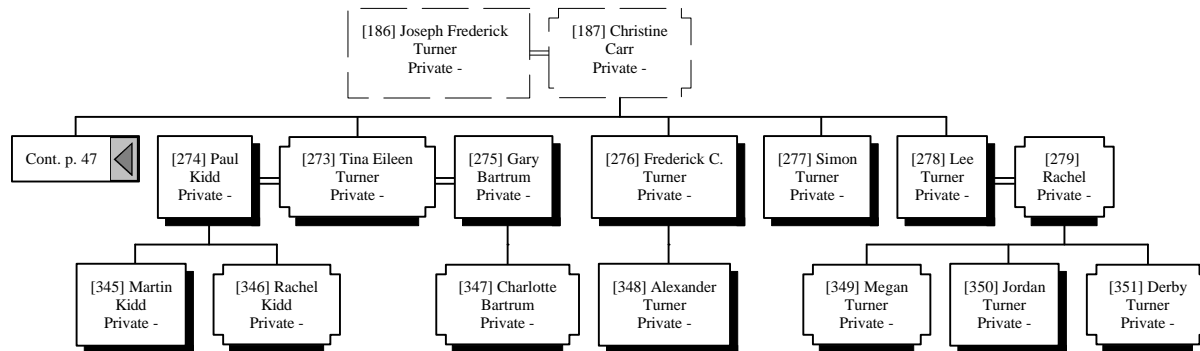 [186] Joseph Frederick
Turner
Private -
[187] Christine
Carr
Private -
Cont. p. 47
[274] Paul
Kidd
Private -
[273] Tina Eileen
Turner
Private -
[275] Gary
Bartrum
Private -
[276] Frederick C.
Turner
Private -
[277] Simon
Turner
Private -
[278] Lee
Turner
Private -
[279]
Rachel
Private -
[345] Martin
Kidd
Private -
[346] Rachel
Kidd
Private -
[347] Charlotte
Bartrum
Private -
[348] Alexander
Turner
Private -
[349] Megan
Turner
Private -
[350] Jordan
Turner
Private -
[351] Derby
Turner
Private -